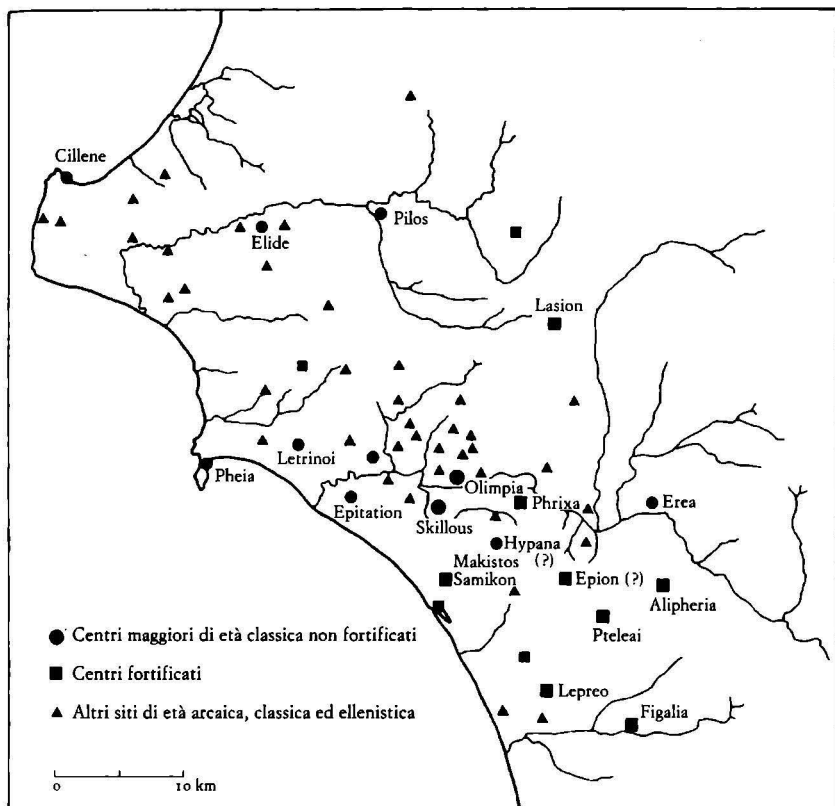 Cillene
Elide
Pilos
Lasion
Letrinoi
Pheia
Olimpia
Epitation
Skillous
Phrixa
Erea
Hypana (?)
Makistos
Samikon
Epion (?)
Alipheria
Pteleai
Lepreo
Figalia
Centri maggiori di età classica non fortificati
Centri fortificati
Altri siti di età arcaica, classica ed ellenistica
0 10 km